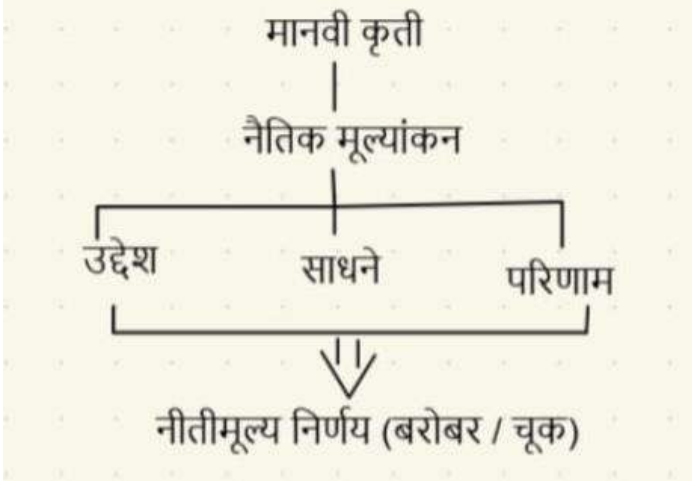 मानवी कृती
नैतिक मूल्यांकन
उद्देश साधने परिणाम
नीतीमूल्य निर्णय (बरोबर / चूक)